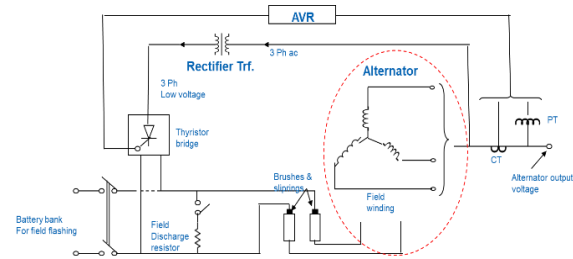 AVR
3 Ph ac
Rectifier Trf.
Alternator
3 Ph
Low voltage
PT
Thyristor
bridge
CT
Alternator output
voltage
Brushes &
sliprings
Field
winding
Battery bank
For field flashing
Field
Discharge
resistor